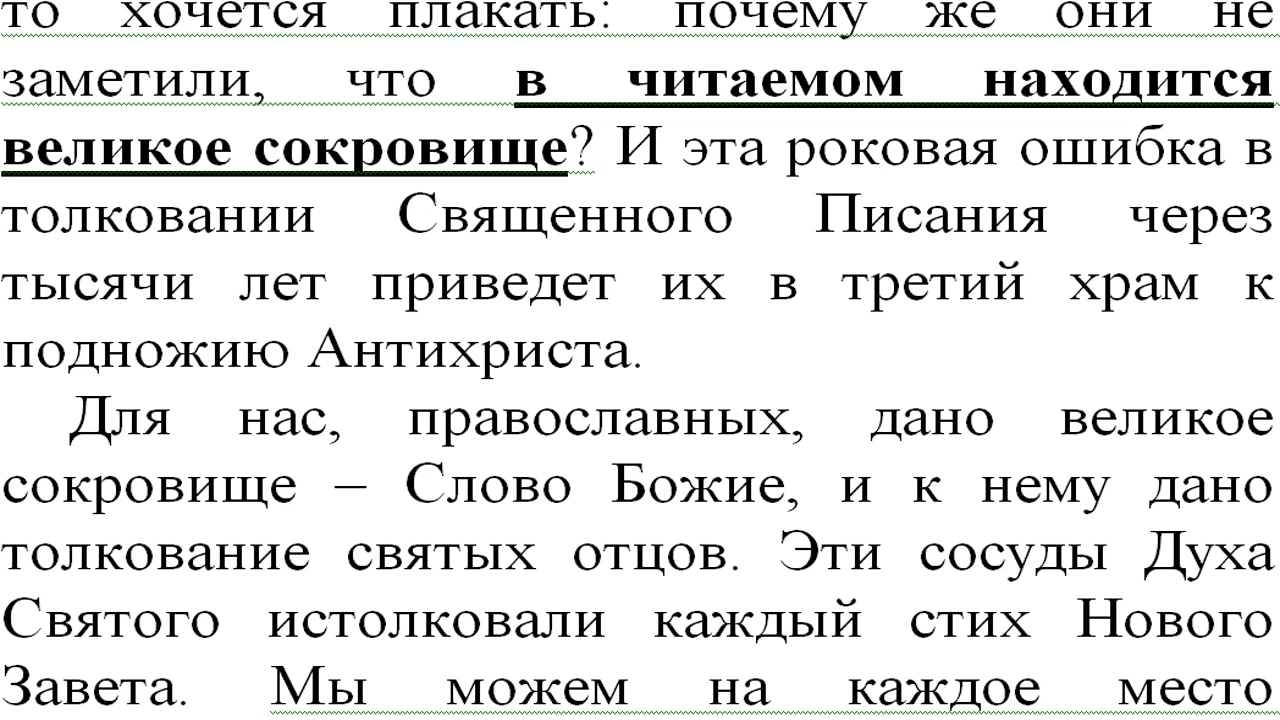 то хочется плакать: почему же они не
заметили, что в читаемом находится
великое сокровище? И эта роковая ошибка в
толковании Священного Писания через
тысячи лет приведет их в третий храм к
подножию Антихриста.
Для нас, православных, дано великое
сокровище – Слово Божие, и к нему дано
толкование святых отцов. Эти сосуды Духа
Святого истолковали каждый стих Нового
Завета. Мы можем на каждое место